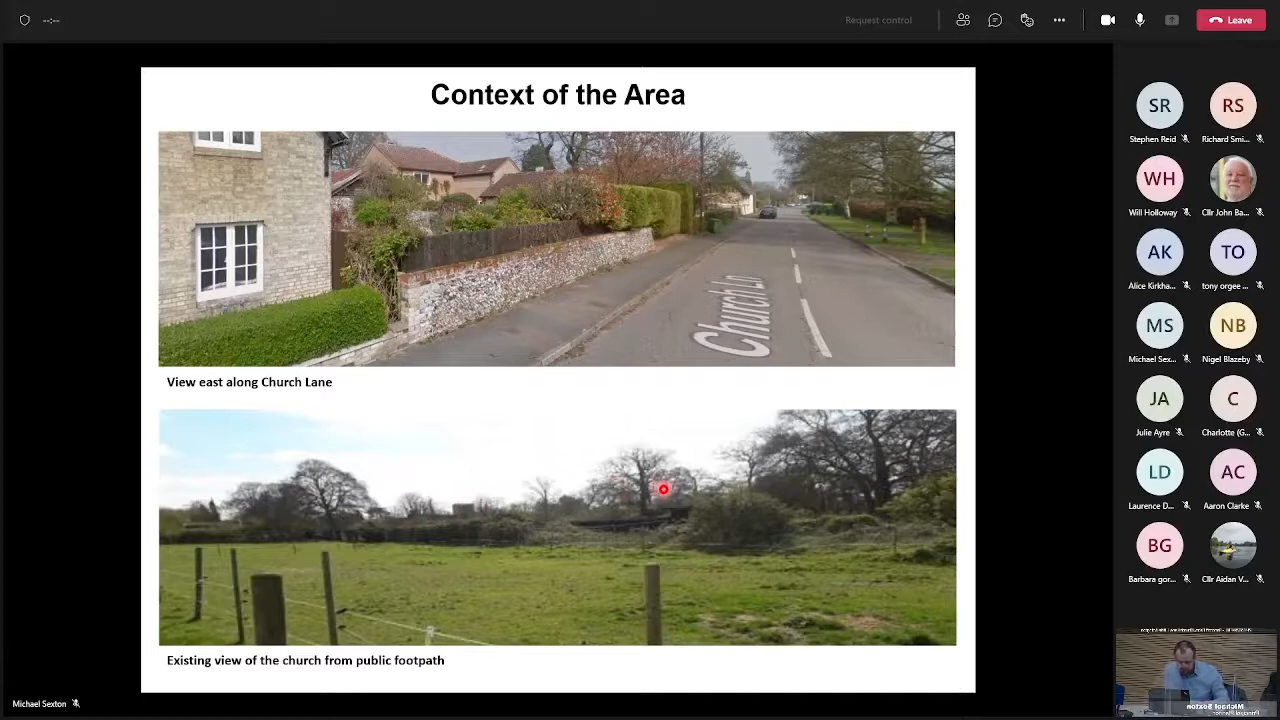 --:--
Request control
Leave
Context of the Area
Church Ln
View east along Church Lane
Existing view of the church from public footpath
SR
Stephen Reid
RS
Richard Smi...
WH
Will Holloway
Cllr John Ba...
AK
Alice Kirkha...
TO
tony orgee ...
MS
Michael Sex...
NB
Nigel Blazeby
JA
Julie Ayre
C
Charlotte (G...
LD
Laurence D...
AC
Aaron Clarke
BG
Barbara gor...
Cllr Aidan V...
Michael Sexton
Michael Sexton